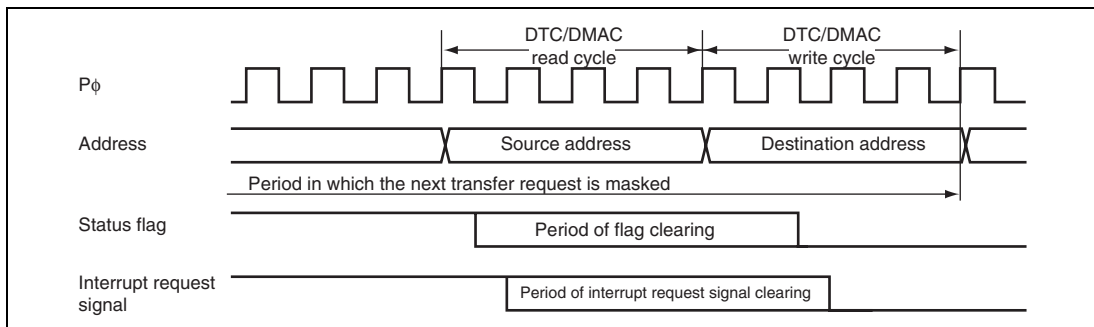 DTC/DMAC
read cycle
DTC/DMAC
write cycle
Pϕ
Address
Source address
Destination address
Period in which the next transfer request is masked
Status flag
Period of flag clearing
Interrupt request
signal
Period of interrupt request signal clearing